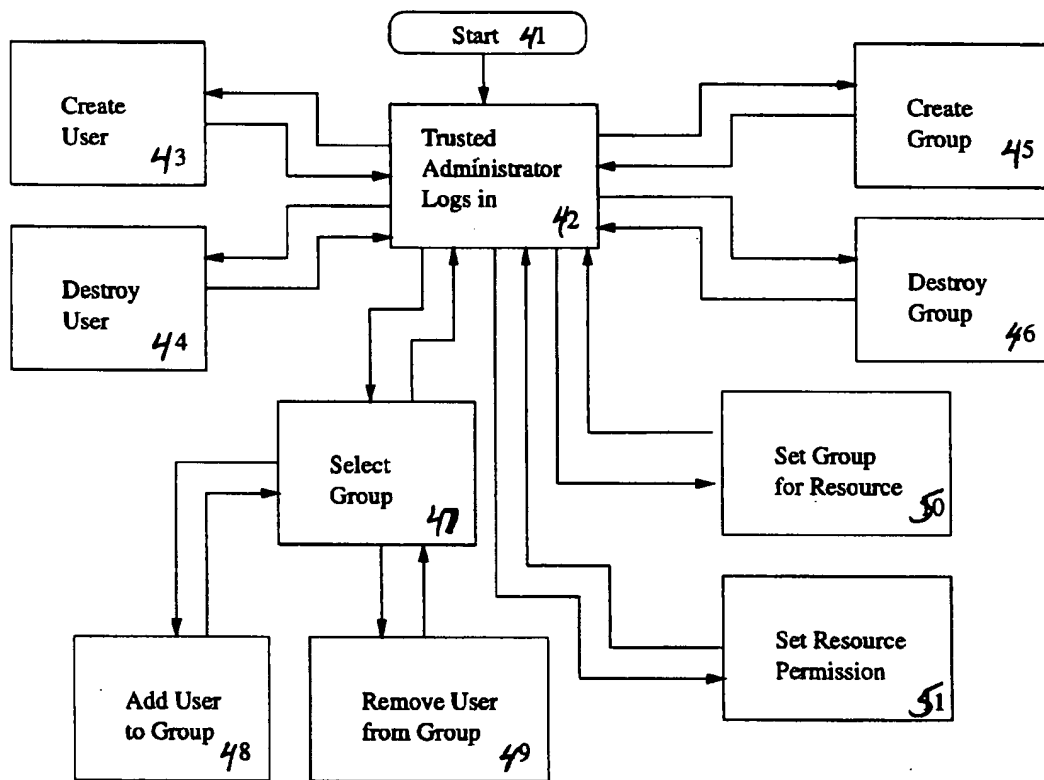 Start 41
Create
User
43
Trusted
Administrator
Logs in
42
Create
Group
45
Destroy
User
44
Destroy
Group
46
Select
Group
47
Set Group
for Resource
50
Add User
to Group
48
Remove User
from Group
49
Set Resource
Permission
51